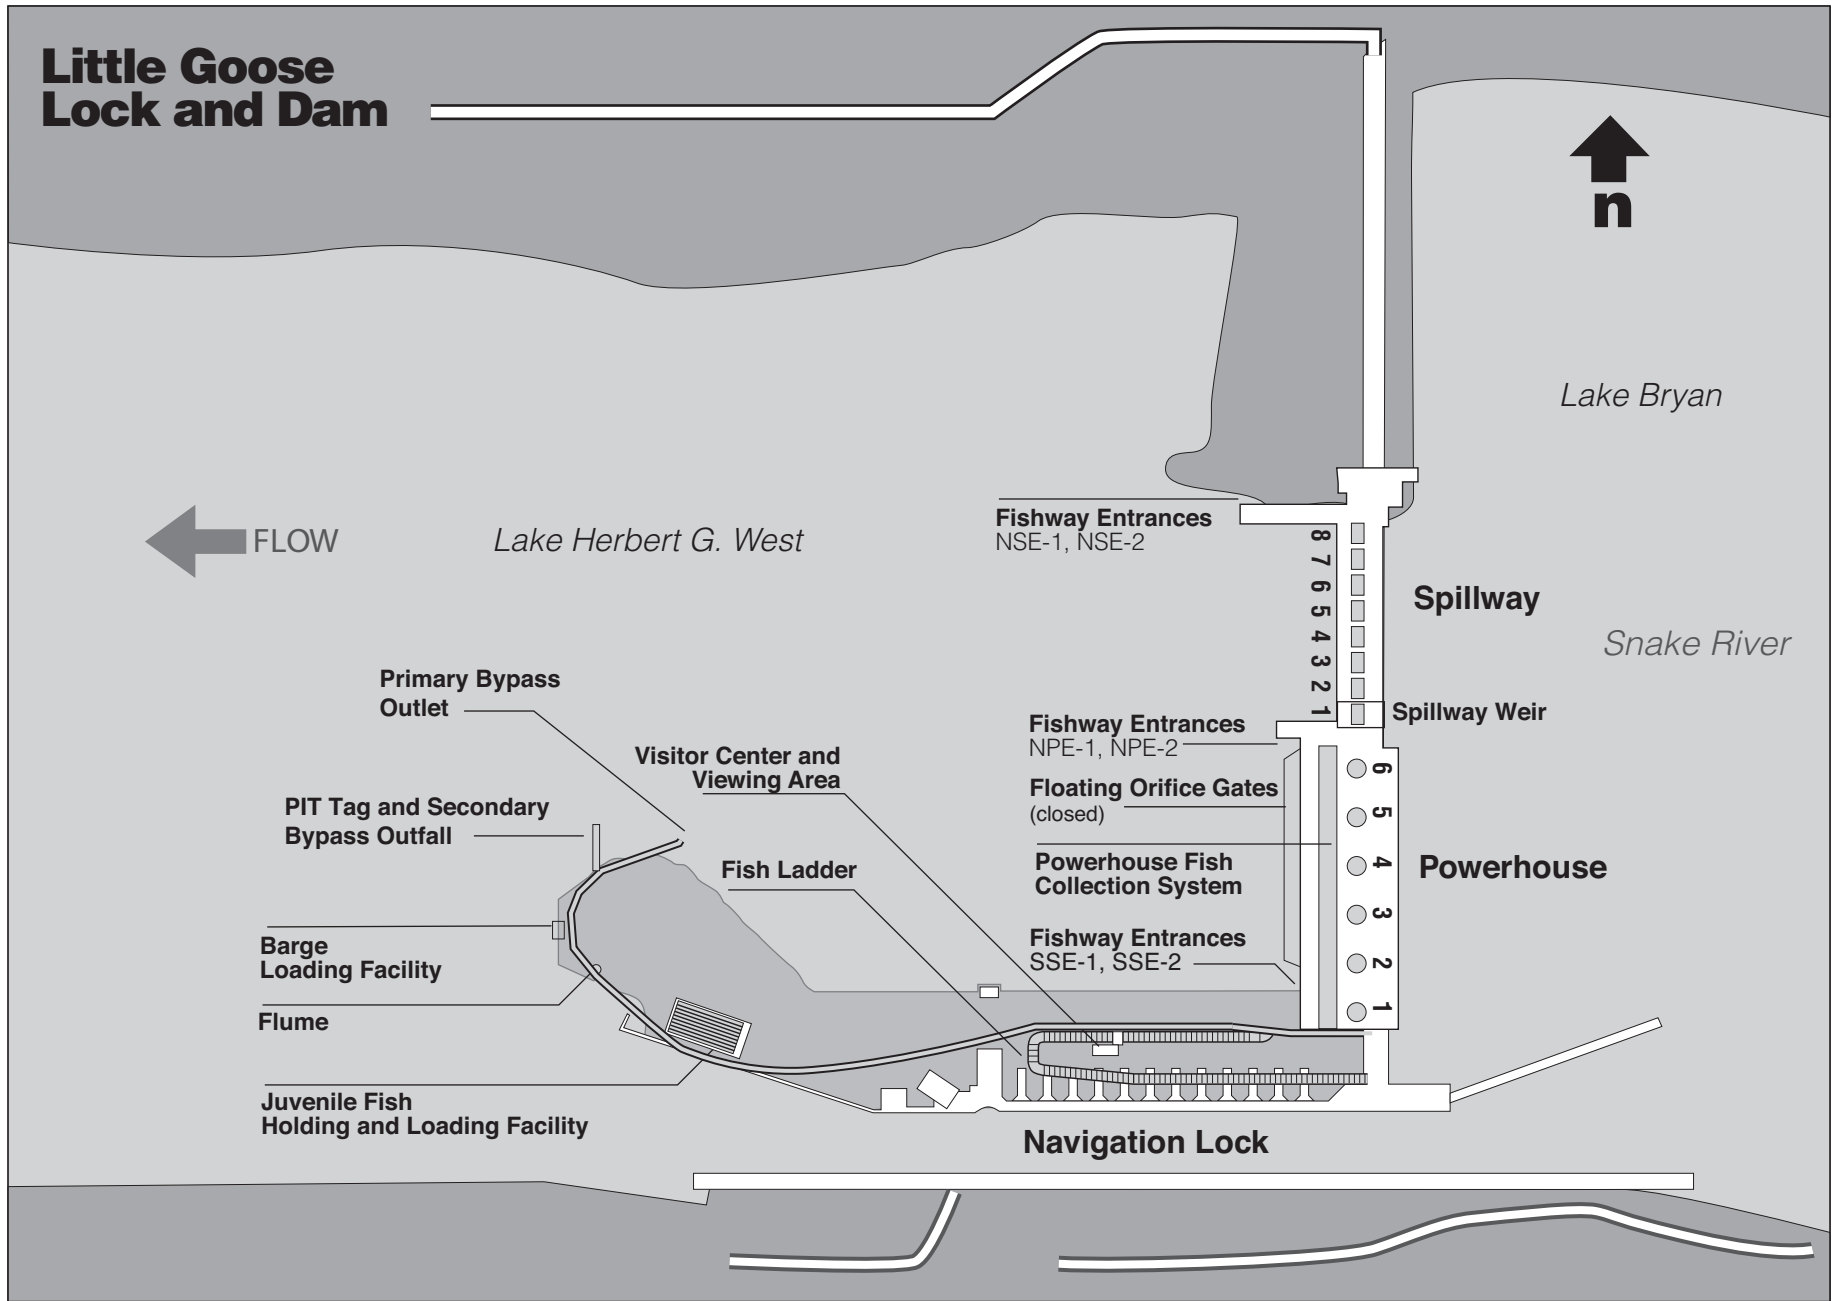 Little Goose
Lock and Dam
n
Lake Bryan
FLOW
Lake Herbert G. West
Fishway Entrances
NSE-1, NSE-2
8
7
6
5
4
3
2
1
Spillway
Snake River
Spillway Weir
Primary Bypass
Outlet
Visitor Center and
Viewing Area
PIT Tag and Secondary
Bypass Outfall
Fish Ladder
Fishway Entrances
NPE-1, NPE-2
Floating Orifice Gates
(closed)
Powerhouse Fish
Collection System
Fishway Entrances
SSE-1, SSE-2
6
5
4
3
2
1
Powerhouse
Barge
Loading Facility
Flume
Juvenile Fish
Holding and Loading Facility
Navigation Lock